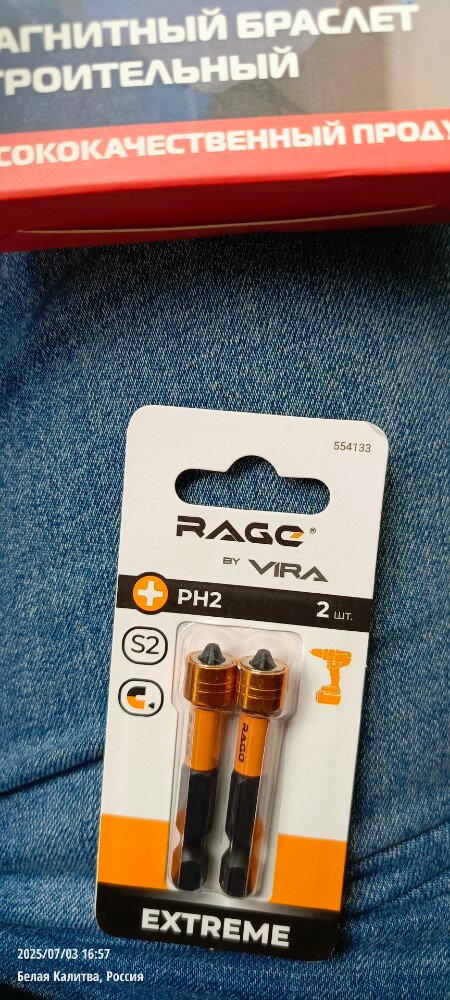 АГНИТНЫЙ БРАСЛЕТ
ТРОИТЕЛЬНЫЙ
СОКОКАЧЕСТВЕННЫЙ ПРОДУ
554133
RAGE®
BY VIRA
PH2 2 шт.
S2
RAGE
EXTREME
2025/07/03 16:57
Белая Калитва, Россия